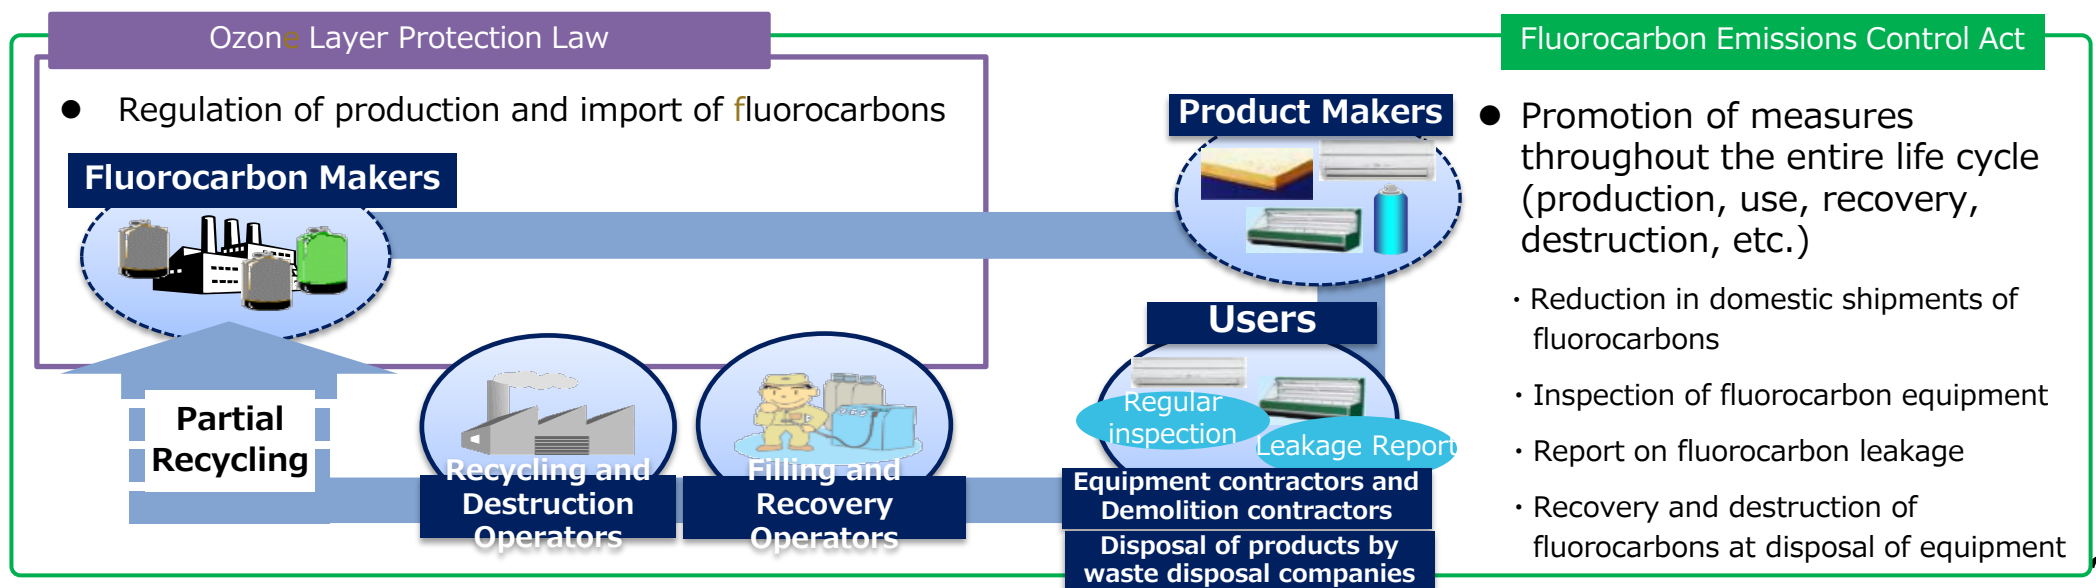 Ozone Layer Protection Law
Fluorocarbon Emissions Control Act
● Regulation of production and import of fluorocarbons
Fluorocarbon Makers
Product Makers
Users
Regular
inspection
Leakage Report
Equipment contractors and
Demolition contractors
Disposal of products by
waste disposal companies
Filling and
Recovery
Operators
Recycling and
Destruction
Operators
Partial
Recycling
● Promotion of measures
throughout the entire life cycle
(production, use, recovery,
destruction, etc.)
・Reduction in domestic shipments of
fluorocarbons
・Inspection of fluorocarbon equipment
・Report on fluorocarbon leakage
・Recovery and destruction of
fluorocarbons at disposal of equipment